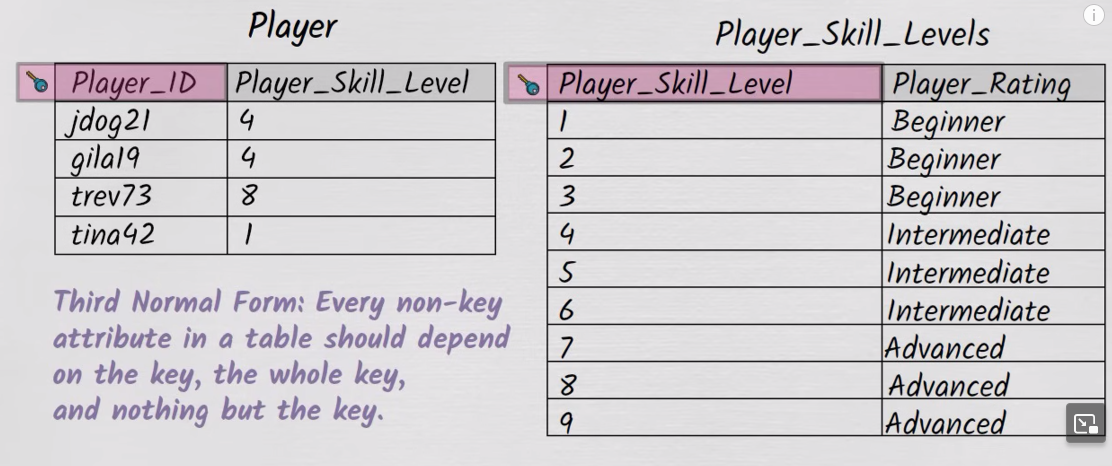 Player
Player_ID Player_Skill_Level
jdog21 4
gila19 4
trev73 8
tina42 1
Third Normal Form: Every non-key
attribute in a table should depend
on the key, the whole key,
and nothing but the key.
Player_Skill_Levels
Player_Skill_Level Player_Rating
1 Beginner
2 Beginner
3 Beginner
4 Intermediate
5 Intermediate
6 Intermediate
7 Advanced
8 Advanced
9 Advanced